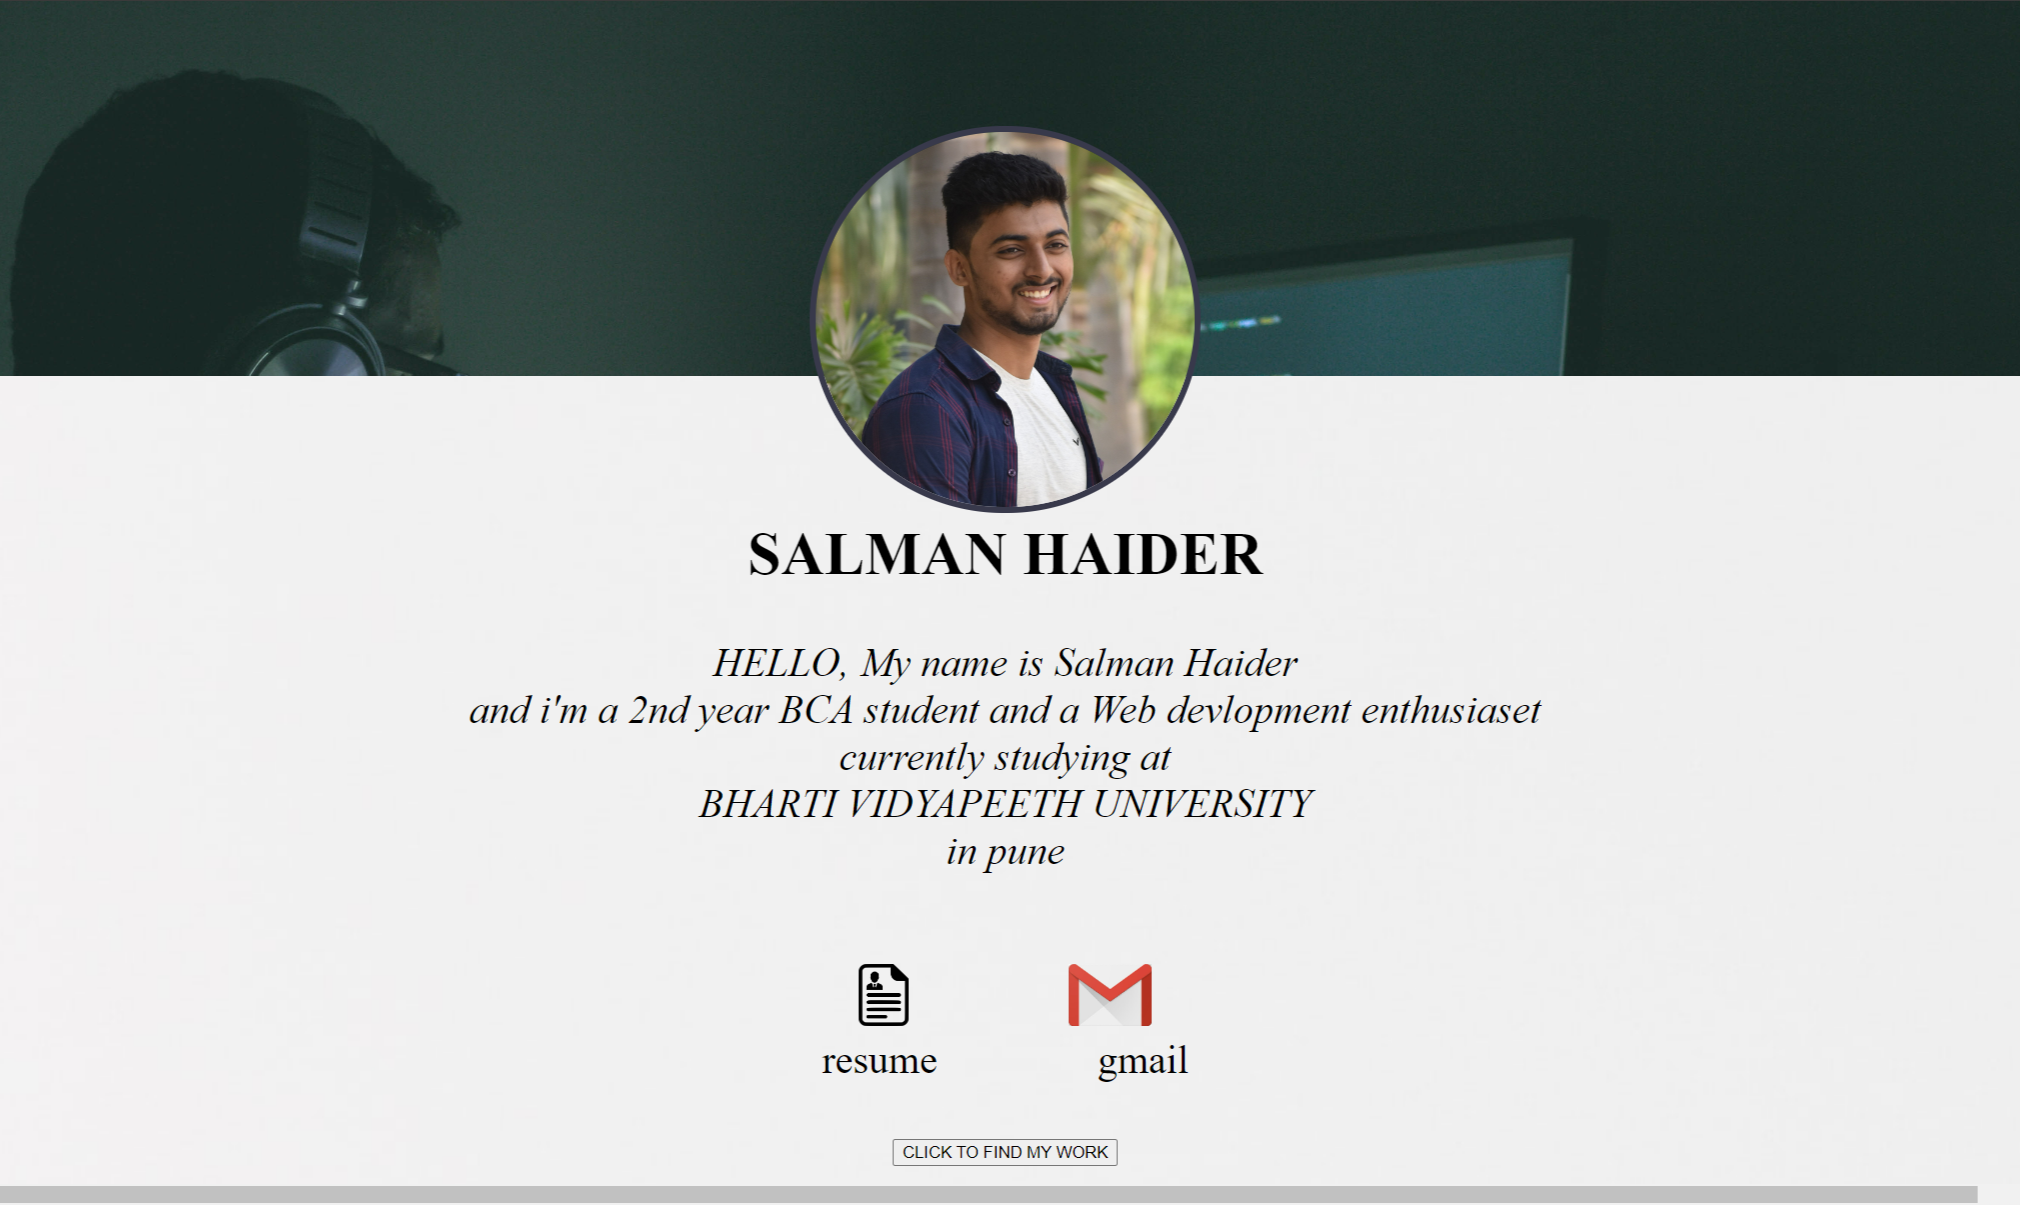 SALMAN HAIDER
HELLO, My name is Salman Haider
and i'm a 2nd year BCA student and a Web devlopment enthusiaset
currently studying at
BHARTI VIDYAPEETH UNIVERSITY
in pune
resume gmail
CLICK TO FIND MY WORK